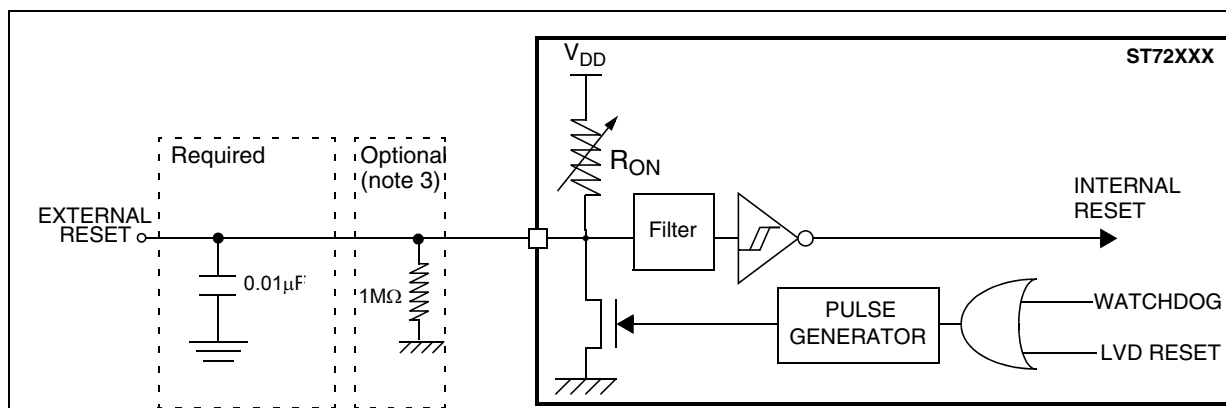 V_DD
ST72XXX
Required
Optional
(note 3)
R_ON
EXTERNAL
RESET
Filter
INTERNAL
RESET
0.01µF
1MΩ
PULSE
GENERATOR
WATCHDOG
LVD RESET